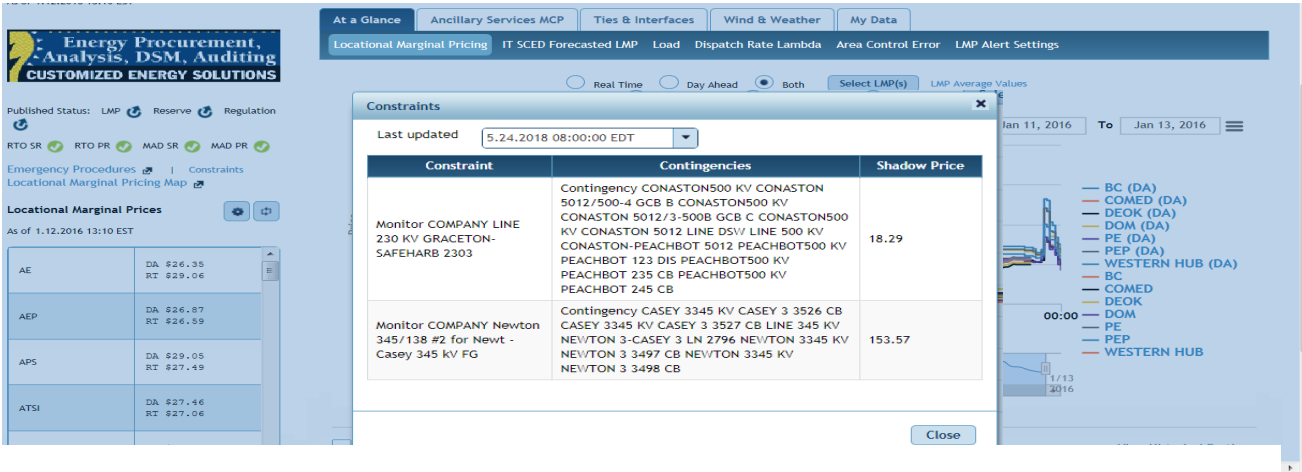 At a Glance
Ancillary Services MCP
Ties & Interfaces
Wind & Weather
My Data
Locational Marginal Pricing
IT SCED Forecasted LMP
Load
Dispatch Rate Lambda
Area Control Error
LMP Alert Settings
Energy Procurement,
Analysis, DSM, Auditing
CUSTOMIZED ENERGY SOLUTIONS
Published Status: LMP Reserve Regulation
RTO SR RTO PR MAD SR MAD PR
Emergency Procedures | Constraints
Locational Marginal Pricing Map
Locational Marginal Prices
As of 1.12.2016 13:10 EST
AE
DA $26.35
RT $29.06
AEP
DA $26.87
RT $26.59
APS
DA $29.05
RT $27.49
ATSI
DA $27.46
RT $27.06
Real Time
Day Ahead
Both
Select LMP(s)
LMP Average Values
Jan 11, 2016
To
Jan 13, 2016
Constraints
x
Last updated
5.24.2018 08:00:00 EDT
Constraint
Contingencies
Shadow Price
Monitor COMPANY LINE
230 KV GRACETON-
SAFEHARB 2303
Contingency CONASTON500 KV CONASTON
5012/500-4 GCB B CONASTON500 KV
CONASTON 5012/3-500B GCB C CONASTON500
KV CONASTON 5012 LINE DSW LINE 500 KV
CONASTON-PEACHBOT 5012 PEACHBOT500 KV
PEACHBOT 123 DIS PEACHBOT500 KV
PEACHBOT 235 CB PEACHBOT500 KV
PEACHBOT 245 CB
18.29
Monitor COMPANY Newton
345/138 #2 for Newt -
Casey 345 kV FG
Contingency CASEY 3345 KV CASEY 3 3526 CB
CASEY 3345 KV CASEY 3 3527 CB LINE 345 KV
NEWTON 3-CASEY 3 LN 2796 NEWTON 3345 KV
NEWTON 3 3497 CB NEWTON 3345 KV
NEWTON 3 3498 CB
153.57
Close
BC (DA)
COMED (DA)
DEOK (DA)
DOM (DA)
PE (DA)
PEP (DA)
WESTERN HUB (DA)
BC
COMED
DEOK
DOM
PE
PEP
WESTERN HUB
00:00
1/13
2016